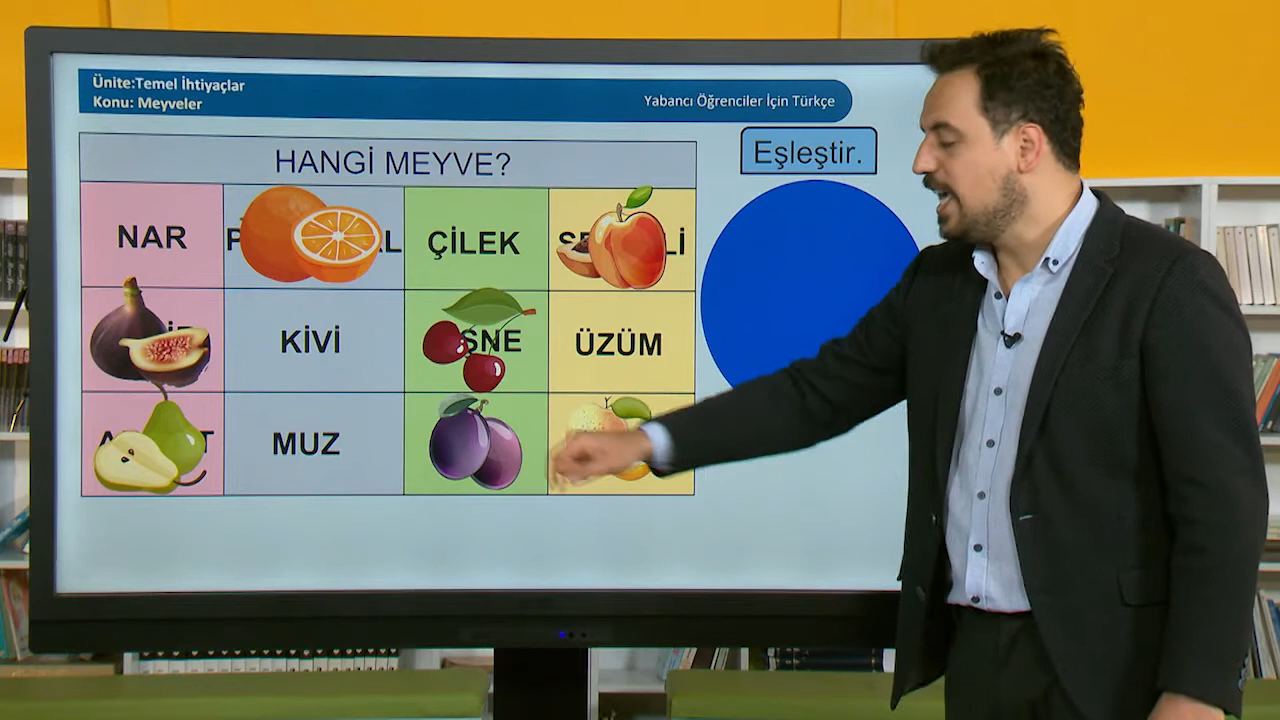 Ünite:Temel İhtiyaçlar
Konu: Meyveler
Yabancı Öğrenciler İçin Türkçe
HANGİ MEYVE?
Eşleştir.
NAR
ÇİLEK
KİVİ
ÜZÜM
MUZ